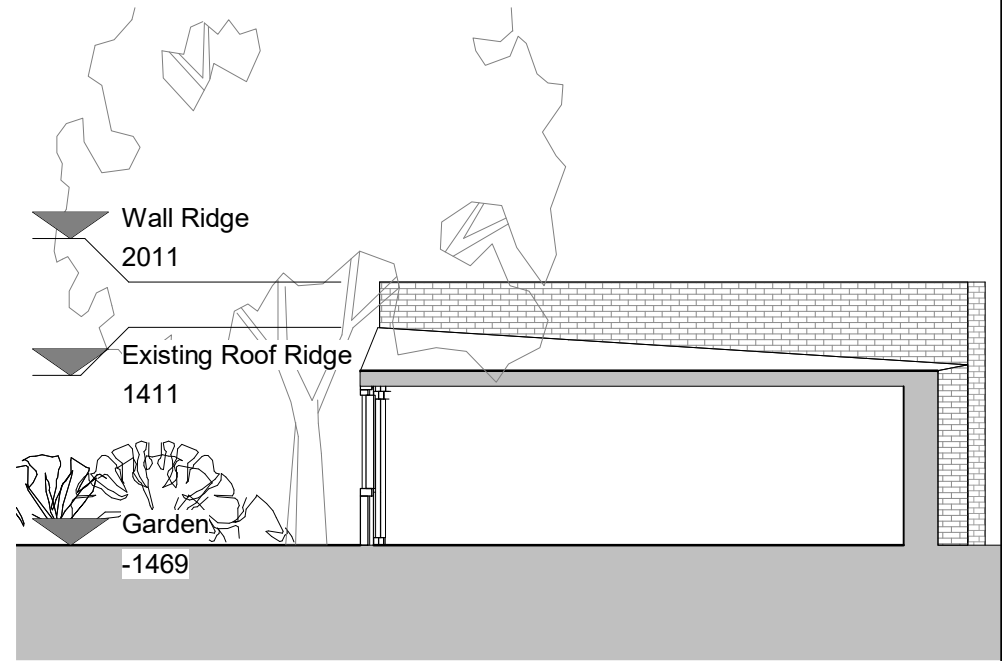 Wall Ridge
2011
Existing Roof Ridge
1411
Garden
-1469